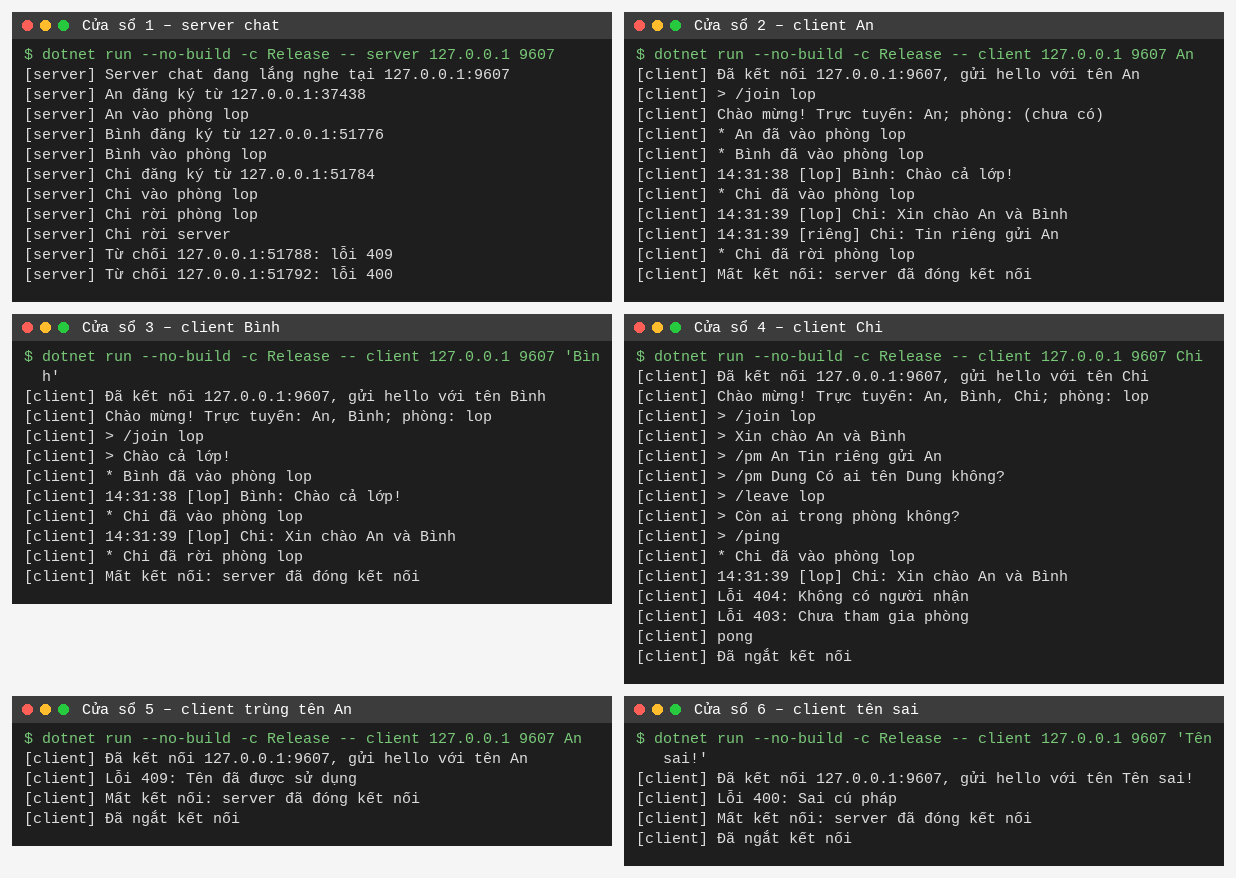 Cửa sổ 1 – server chat
$ dotnet run --no-build -c Release -- server 127.0.0.1 9607
[server] Server chat đang lắng nghe tại 127.0.0.1:9607
[server] An đăng ký từ 127.0.0.1:37438
[server] An vào phòng lop
[server] Bình đăng ký từ 127.0.0.1:51776
[server] Bình vào phòng lop
[server] Chi đăng ký từ 127.0.0.1:51784
[server] Chi vào phòng lop
[server] Chi rời phòng lop
[server] Chi rời server
[server] Từ chối 127.0.0.1:51788: lỗi 409
[server] Từ chối 127.0.0.1:51792: lỗi 400
Cửa sổ 2 – client An
$ dotnet run --no-build -c Release -- client 127.0.0.1 9607 An
[client] Đã kết nối 127.0.0.1:9607, gửi hello với tên An
[client] > /join lop
[client] Chào mừng! Trực tuyến: An; phòng: (chưa có)
[client] * An đã vào phòng lop
[client] * Bình đã vào phòng lop
[client] 14:31:38 [lop] Bình: Chào cả lớp!
[client] * Chi đã vào phòng lop
[client] 14:31:39 [lop] Chi: Xin chào An và Bình
[client] 14:31:39 [riêng] Chi: Tin riêng gửi An
[client] * Chi đã rời phòng lop
[client] Mất kết nối: server đã đóng kết nối
Cửa sổ 3 – client Bình
$ dotnet run --no-build -c Release -- client 127.0.0.1 9607 'Bìn
h'
[client] Đã kết nối 127.0.0.1:9607, gửi hello với tên Bình
[client] Chào mừng! Trực tuyến: An, Bình; phòng: lop
[client] > /join lop
[client] > Chào cả lớp!
[client] * Bình đã vào phòng lop
[client] 14:31:38 [lop] Bình: Chào cả lớp!
[client] * Chi đã vào phòng lop
[client] 14:31:39 [lop] Chi: Xin chào An và Bình
[client] * Chi đã rời phòng lop
[client] Mất kết nối: server đã đóng kết nối
Cửa sổ 4 – client Chi
$ dotnet run --no-build -c Release -- client 127.0.0.1 9607 Chi
[client] Đã kết nối 127.0.0.1:9607, gửi hello với tên Chi
[client] Chào mừng! Trực tuyến: An, Bình, Chi; phòng: lop
[client] > /join lop
[client] > Xin chào An và Bình
[client] > /pm An Tin riêng gửi An
[client] > /pm Dung Có ai tên Dung không?
[client] > /leave lop
[client] > Còn ai trong phòng không?
[client] > /ping
[client] * Chi đã vào phòng lop
[client] 14:31:39 [lop] Chi: Xin chào An và Bình
[client] Lỗi 404: Không có người nhận
[client] Lỗi 403: Chưa tham gia phòng
[client] pong
[client] Đã ngắt kết nối
Cửa sổ 5 – client trùng tên An
$ dotnet run --no-build -c Release -- client 127.0.0.1 9607 An
[client] Đã kết nối 127.0.0.1:9607, gửi hello với tên An
[client] Lỗi 409: Tên đã được sử dụng
[client] Mất kết nối: server đã đóng kết nối
[client] Đã ngắt kết nối
Cửa sổ 6 – client tên sai
$ dotnet run --no-build -c Release -- client 127.0.0.1 9607 'Tên
sai!'
[client] Đã kết nối 127.0.0.1:9607, gửi hello với tên Tên sai!
[client] Lỗi 400: Sai cú pháp
[client] Mất kết nối: server đã đóng kết nối
[client] Đã ngắt kết nối